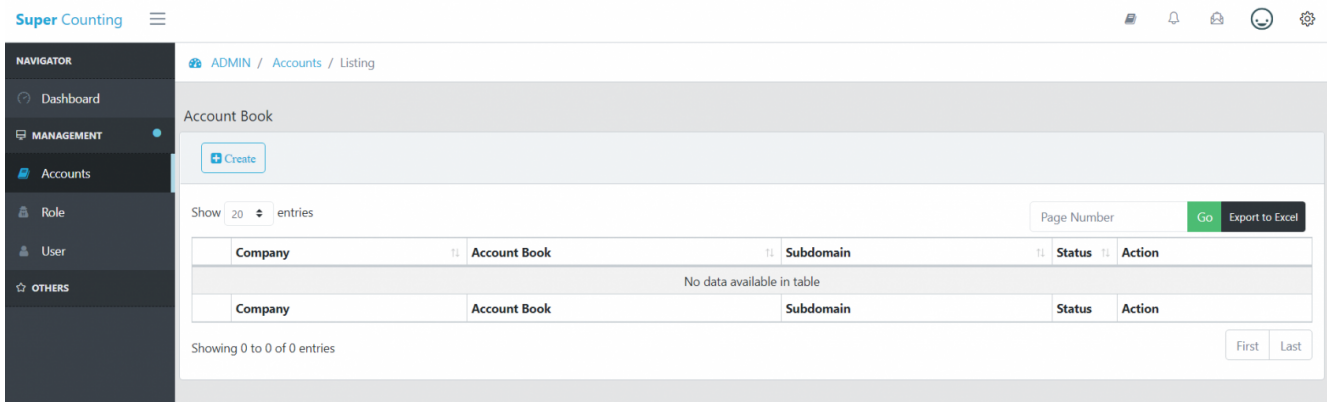 Super Counting
NAVIGATOR
Dashboard
MANAGEMENT
Accounts
Role
User
OTHERS
ADMIN / Accounts / Listing
Account Book
Create
Show 20 entries
Page Number Go Export to Excel
Company Account Book Subdomain Status Action
No data available in table
Company Account Book Subdomain Status Action
Showing 0 to 0 of 0 entries
First Last